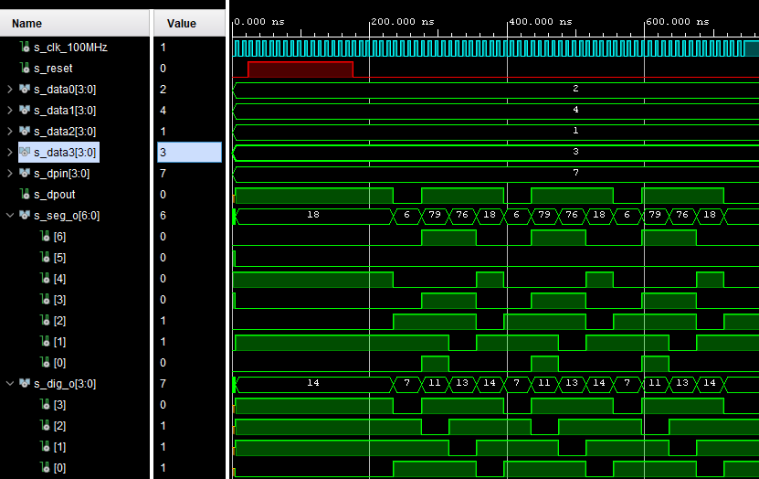 Name Value 0.000 ns 200.000 ns 400.000 ns 600.000 ns
s_clk_100MHz 1
s_reset 0
s_data0[3:0] 2 2
s_data1[3:0] 4 4
s_data2[3:0] 1 1
s_data3[3:0] 3 3
s_dpin[3:0] 7 7
s_dpout 0
s_seg_o[6:0] 6 18 6 79 76 18 6 79 76 18 6 79 76 18
[6] 0
[5] 0
[4] 0
[3] 0
[2] 1
[1] 1
[0] 0
s_dig_o[3:0] 7 14 7 11 13 14 7 11 13 14 7 11 13 14
[3] 0
[2] 1
[1] 1
[0] 1